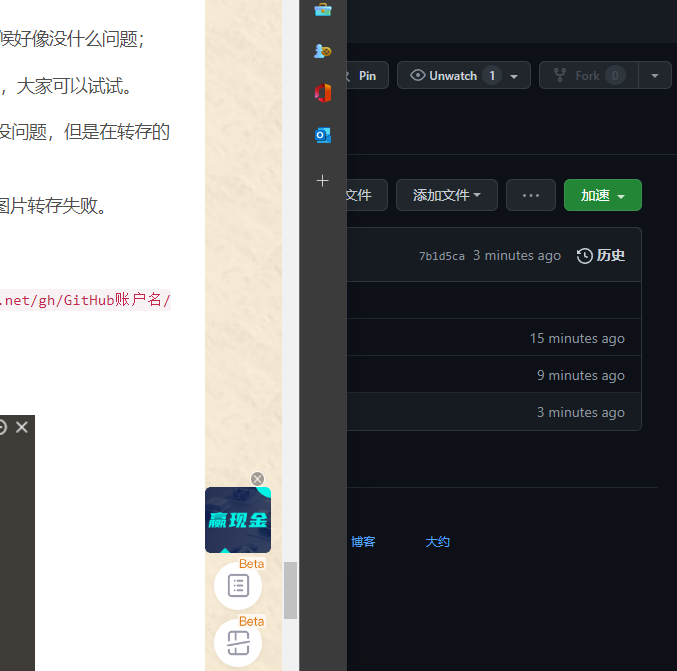 候好像没什么问题；
，大家可以试试。
没问题，但是在转存的
图片转存失败。
.net/gh/GitHub账户名/
赢现金
Beta
Beta
Pin
Unwatch 1
Fork 0
文件
添加文件
加速
7b1d5ca 3 minutes ago 历史
15 minutes ago
9 minutes ago
3 minutes ago
博客 大约